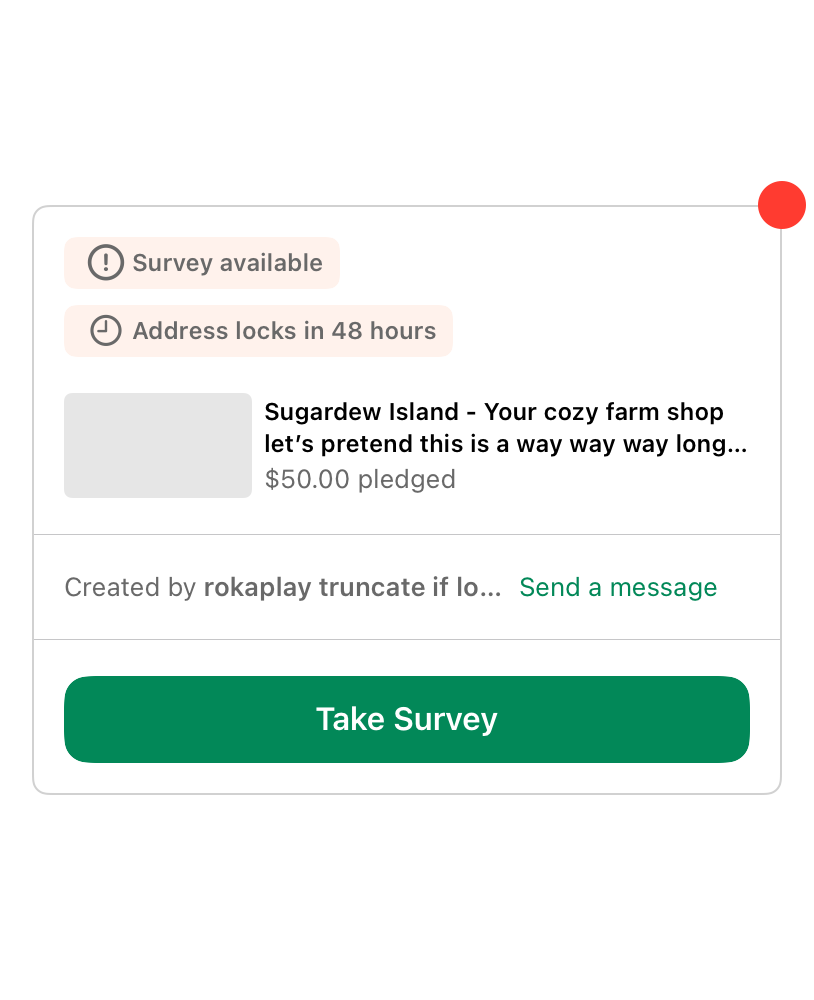 Survey available
Address locks in 48 hours
Sugardew Island - Your cozy farm shop
let’s pretend this is a way way way long...
$50.00 pledged
Created by rokaplay truncate if lo... Send a message
Take Survey